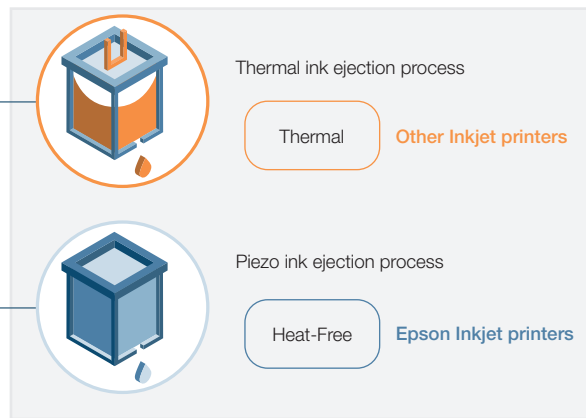 Thermal ink ejection process
Thermal Other Inkjet printers
Piezo ink ejection process
Heat-Free Epson Inkjet printers